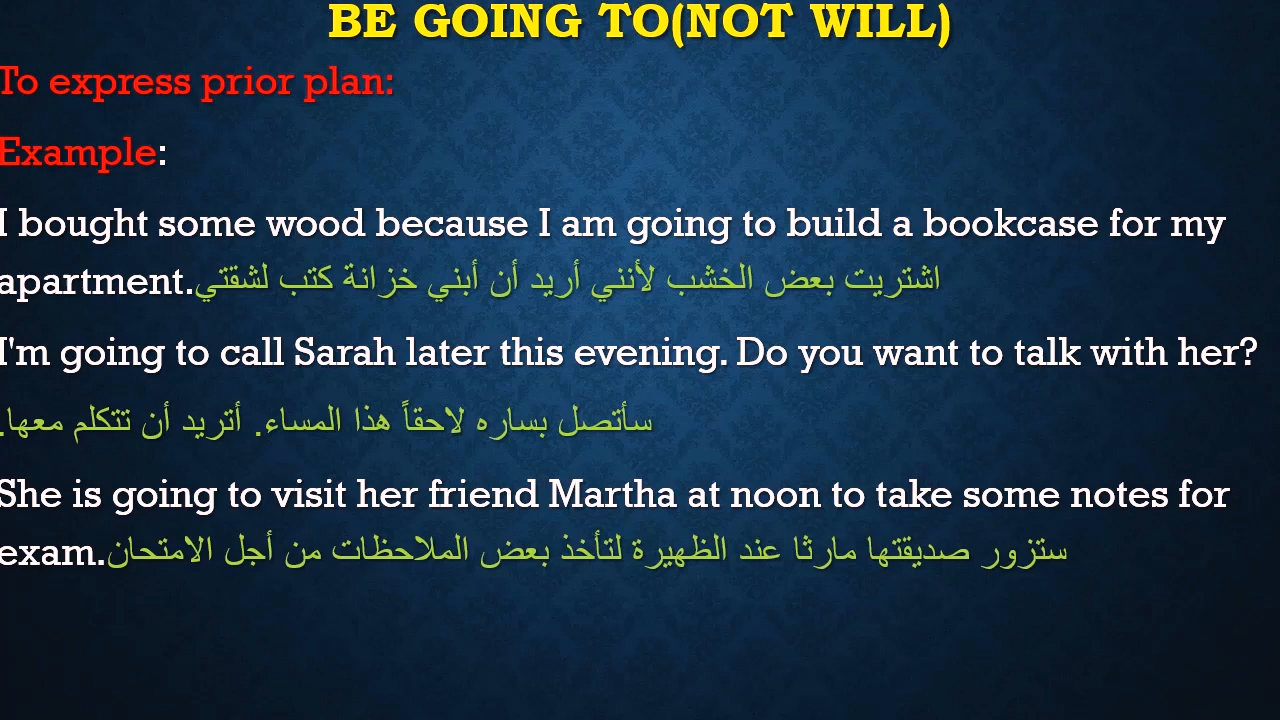 BE GOING TO(NOT WILL)
To express prior plan:
Example:
I bought some wood because I am going to build a bookcase for my
apartment.اشتريت بعض الخشب لأنني أريد أن أبني خزانة كتب لشقتي
I'm going to call Sarah later this evening. Do you want to talk with her?
سأتصل بساره لاحقاً هذا المساء. أتريد أن تتكلم معها.
She is going to visit her friend Martha at noon to take some notes for
exam.ستزور صديقتها مارثا عند الظهيرة لتأخذ بعض الملاحظات من أجل الامتحان